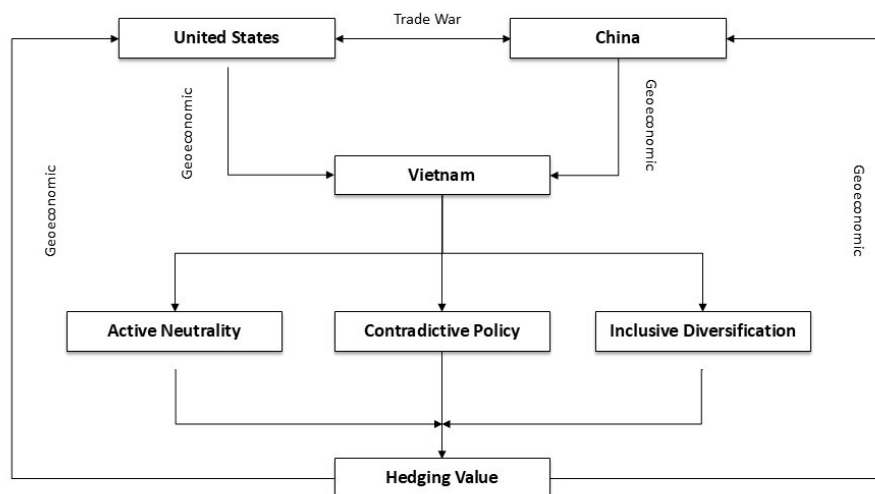 Trade War
United States
China
Geoeconomic
Geoeconomic
Vietnam
Geoeconomic
Geoeconomic
Active Neutrality
Contradictive Policy
Inclusive Diversification
Hedging Value